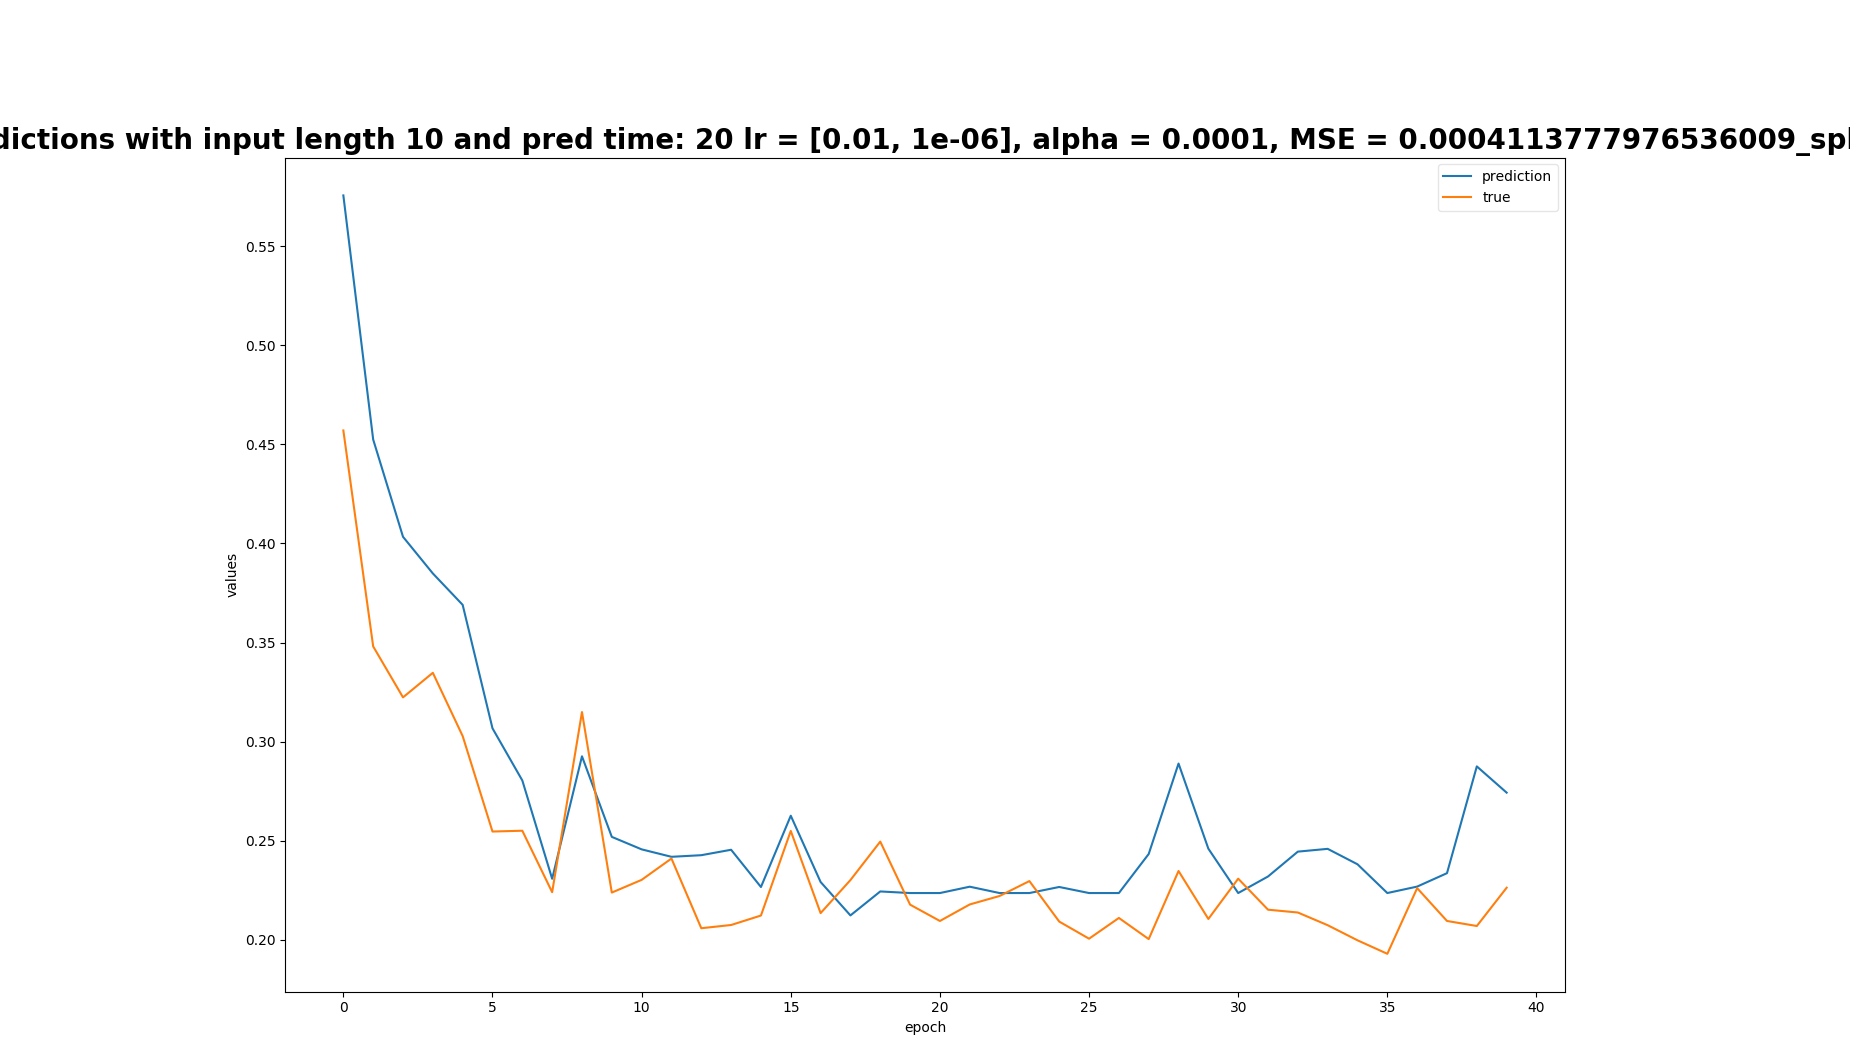 dictions with input length 10 and pred time: 20 lr = [0.01, 1e-06], alpha = 0.0001, MSE = 0.0004113777976536009_spl
prediction
true
0.55
0.50
0.45
0.40
0.35
0.30
0.25
0.20
values
0 5 10 15 20 25 30 35 40
epoch